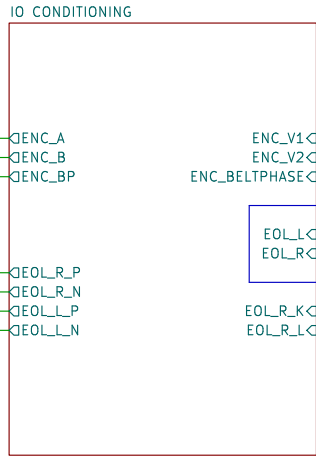 IO CONDITIONING
ENC_A
ENC_B
ENC_BP
EOL_R_P
EOL_R_N
EOL_L_P
EOL_L_N
ENC_V1
ENC_V2
ENC_BELTPHASE
EOL_L
EOL_R
EOL_R_K
EOL_R_L